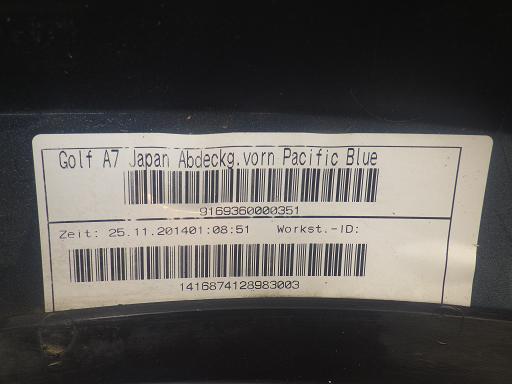 Golf A7 Japan Abdeckg.vorn Pacific Blue
9169360000351
Zeit: 25.11.201401:08:51 Workst.-ID:
1416874128983003